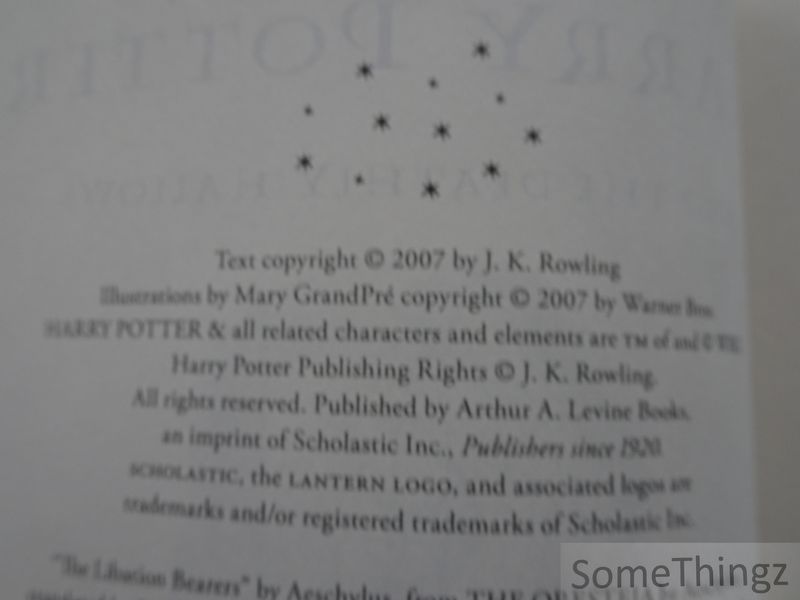 Text copyright © 2007 by J. K. Rowling
Illustrations by Mary GrandPré copyright © 2007 by Warner Bros.
HARRY POTTER & all related characters and elements are TM of and ©
Harry Potter Publishing Rights © J. K. Rowling.
All rights reserved. Published by Arthur A. Levine Books,
an imprint of Scholastic Inc., Publishers since 1920.
SCHOLASTIC, the LANTERN LOGO, and associated logos are
trademarks and/or registered trademarks of Scholastic Inc.
"The Libation Bearers" by Aeschylus, from THE ORESTEIAN
SomeThingz